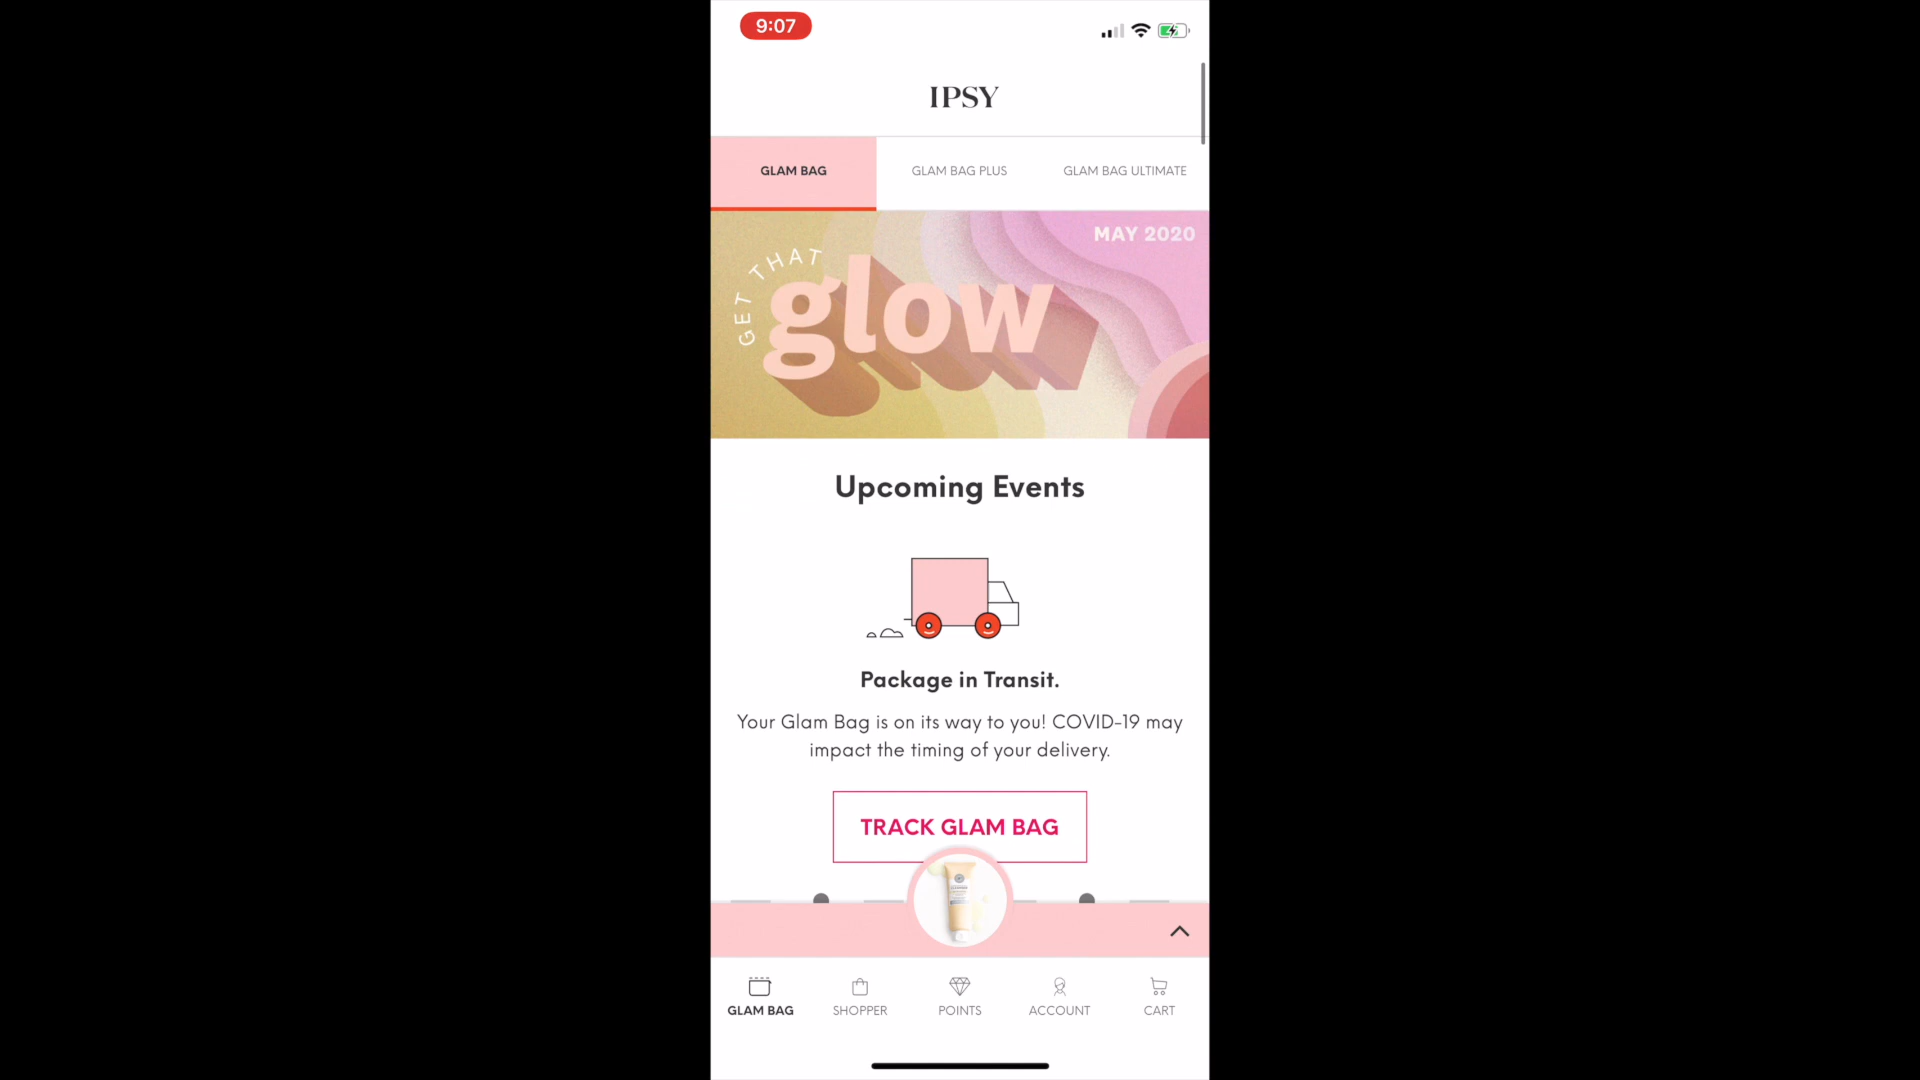 9:07
IPSY
GLAM BAG
GLAM BAG PLUS
GLAM BAG ULTIMATE
MAY 2020
GET THAT
glow
Upcoming Events
Package in Transit.
Your Glam Bag is on its way to you! COVID-19 may
impact the timing of your delivery.
TRACK GLAM BAG
GLAM BAG
SHOPPER
POINTS
ACCOUNT
CART